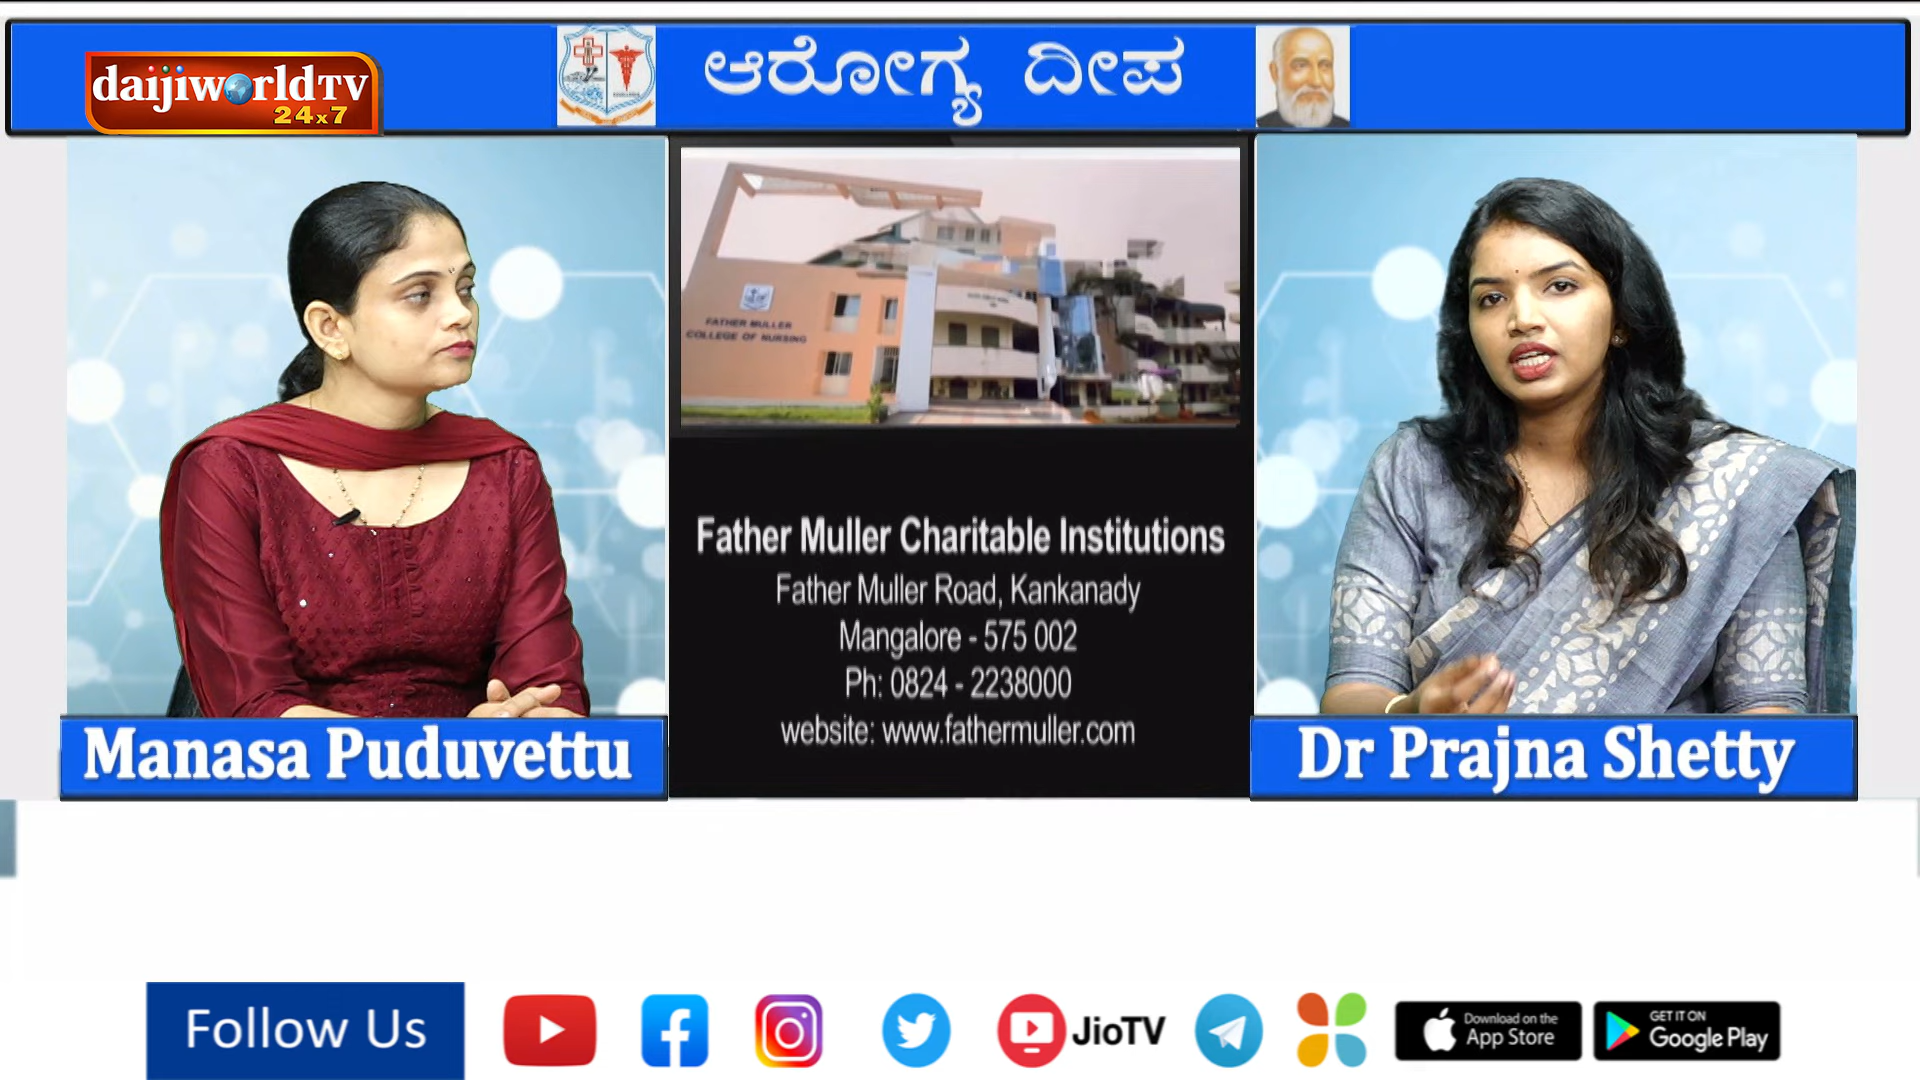 daijiworldTV
24x7
ಆರೋಗ್ಯ ದೀಪ
FATHER MULLER
COLLEGE OF NURSING
Father Muller Charitable Institutions
Father Muller Road, Kankanady
Mangalore - 575 002
Ph: 0824 - 2238000
website: www.fathermuller.com
Manasa Puduvettu
Dr Prajna Shetty
Follow Us
JioTV
Download on the
App Store
GET IT ON
Google Play